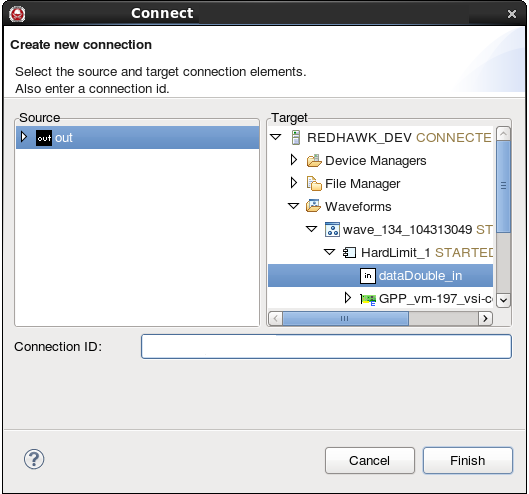 Connect
Create new connection
Select the source and target connection elements.
Also enter a connection id.
Source
out out
Target
REDHAWK_DEV CONNECTE
Device Managers
File Manager
Waveforms
wave_134_104313049 ST
HardLimit_1 STARTED
in dataDouble_in
GPP_vm-197_vsi-c
Connection ID:
?
Cancel
Finish